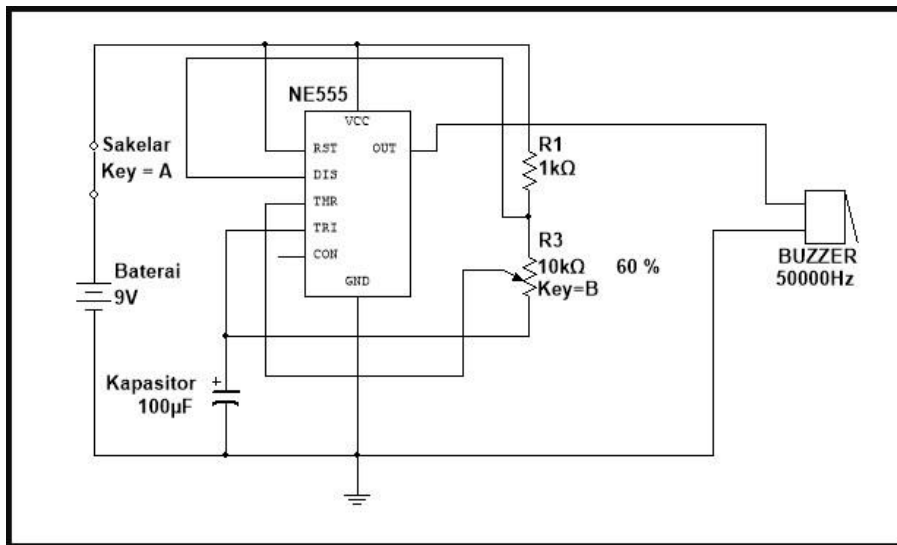 NE555
VCC
RST
OUT
DIS
THR
TRI
CON
GND
Sakelar
Key = A
Baterai
9V
Kapasitor
+
100µF
R1
1kΩ
R3
10kΩ 60 %
Key=B
BUZZER
50000Hz